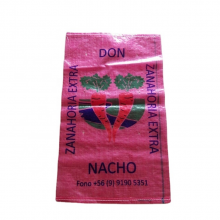 DON
ZANAHORIA EXTRA
ZANAHORIA EXTRA
NACHO
Fono +56 (9) 9190 5351